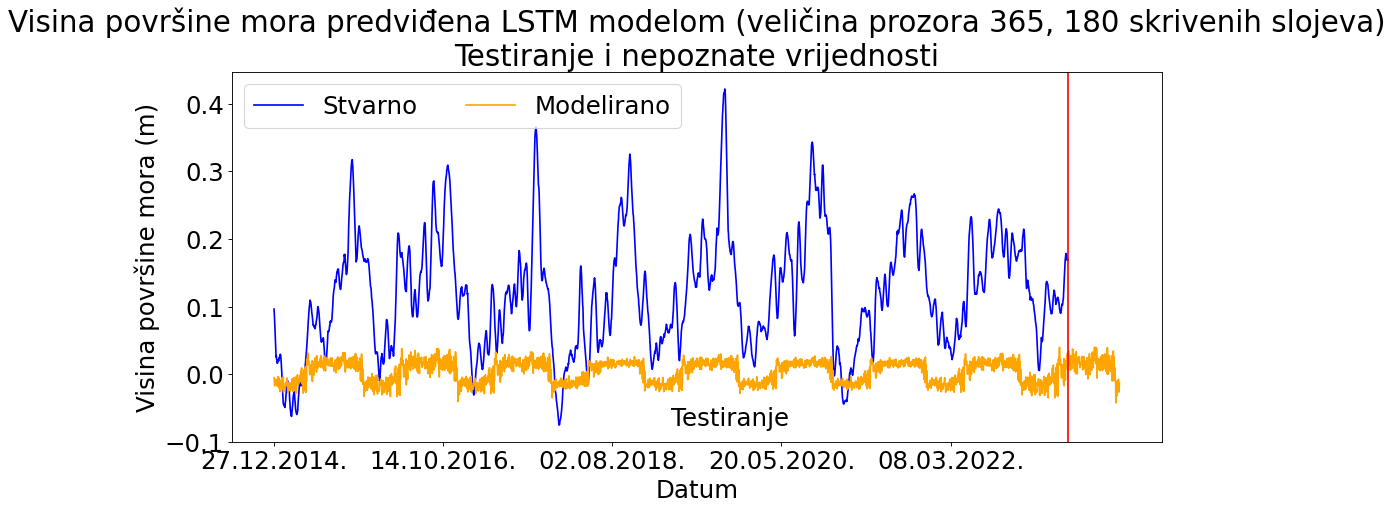 Visina površine mora predviđena LSTM modelom (veličina prozora 365, 180 skrivenih slojeva)
Testiranje i nepoznate vrijednosti
Stvarno Modelirano
Visina površine mora (m)
0.4
0.3
0.2
0.1
0.0
−0.1
Testiranje
27.12.2014. 14.10.2016. 02.08.2018. 20.05.2020. 08.03.2022.
Datum